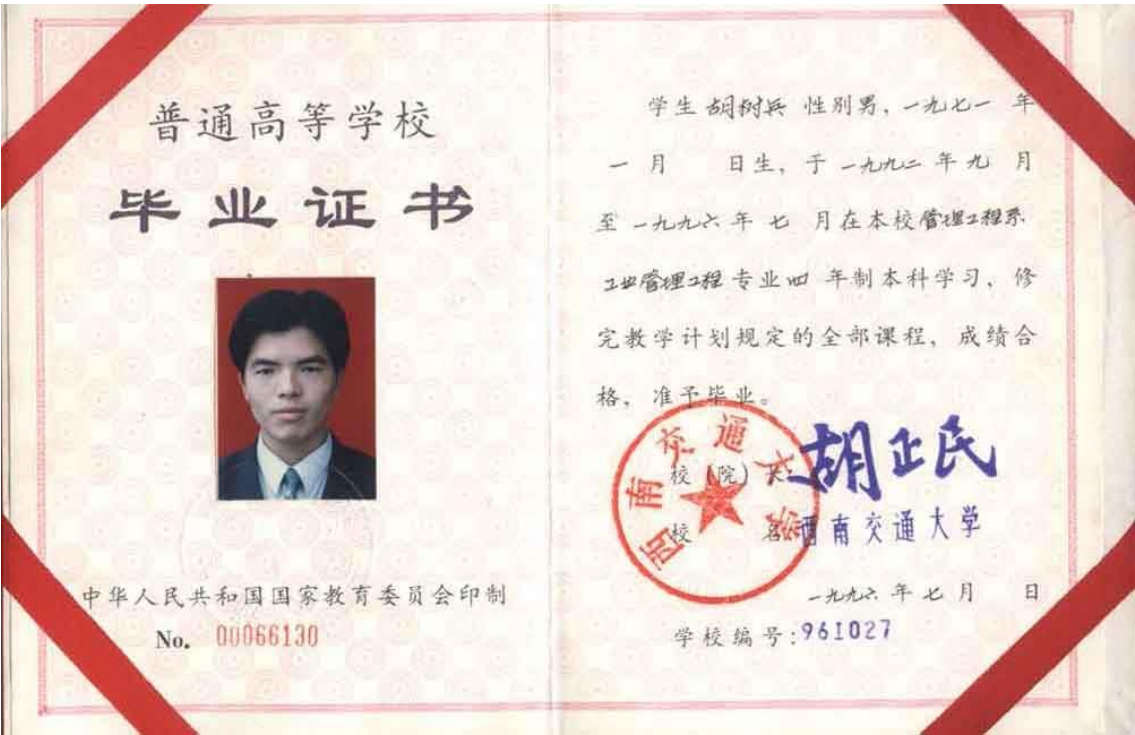 普通高等学校
毕业证书
中华人民共和国国家教育委员会印制
No. 00066130
学生 胡树兵 性别男，一九七一 年
一 月 日生，于 一九九二 年 九 月
至 一九九六 年 七 月在本校 管理工程系
工业管理工程 专业 四 年制本科学习，修
完教学计划规定的全部课程，成绩合
格，准予毕业。
西南交通大学
校（院）长: 胡正民
校 名 西南交通大学
一九九六 年 七 月 日
学校编号:961027